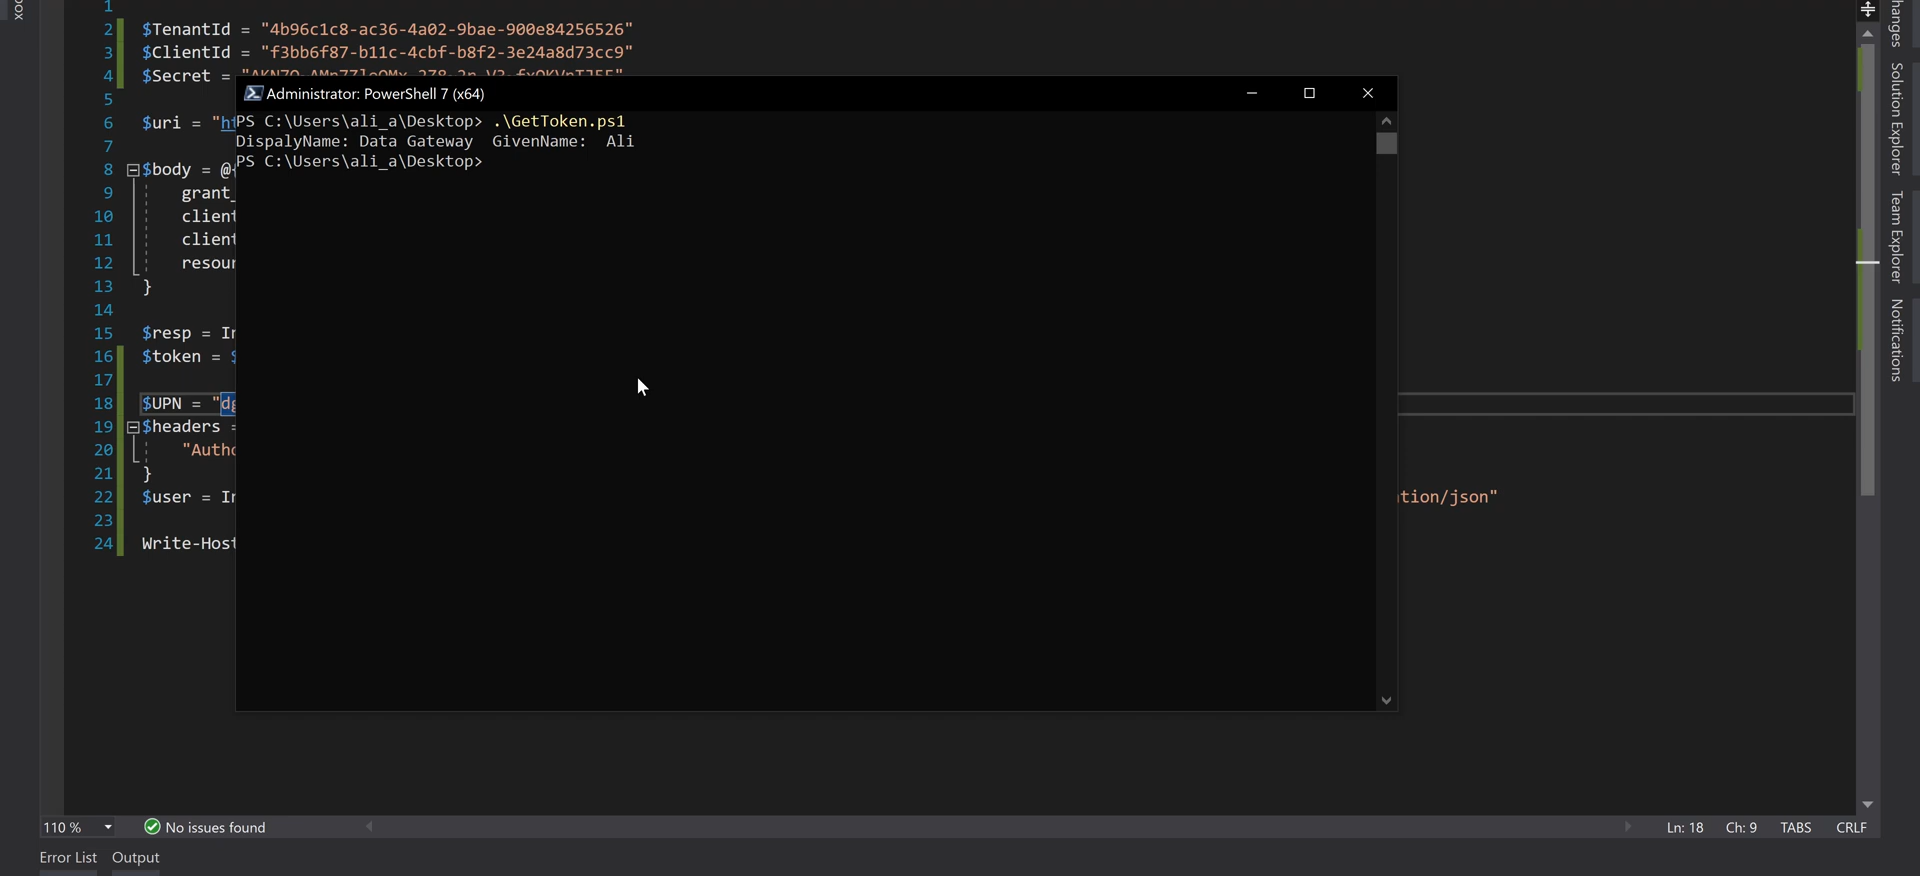 1
2 $TenantId = "4b96c1c8-ac36-4a02-9bae-900e84256526"
3 $ClientId = "f3bb6f87-b11c-4cbf-b8f2-3e24a8d73cc9"
4 $Secret =
5
6 $uri = "ht
7
8 $body = @{
9 grant_
10 client
11 client
12 resour
13 }
14
15 $resp = In
16 $token = $
17
18 $UPN = "dg
19 $headers =
20 "Autho
21 }
22 $user = In
tion/json"
23
24 Write-Host
Administrator: PowerShell 7 (x64)
PS C:\Users\ali_a\Desktop> .\GetToken.ps1
DispalyName: Data Gateway  GivenName:  Ali
PS C:\Users\ali_a\Desktop>
hanges
Solution Explorer
Team Explorer
Notifications
110 %
No issues found
Ln: 18 Ch: 9 TABS CRLF
Error List Output